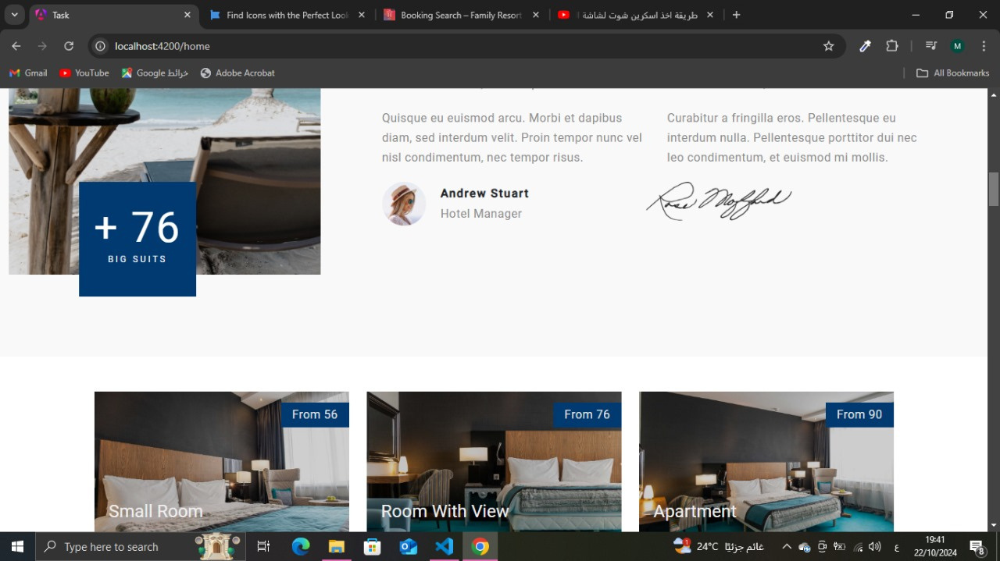 Task
Find Icons with the Perfect Look
Booking Search – Family Resort
طريقة اخذ اسكرين شوت لشاشة ا
localhost:4200/home
M
Gmail
YouTube
خرائط Google
Adobe Acrobat
All Bookmarks
Quisque eu euismod arcu. Morbi et dapibus
diam, sed interdum velit. Proin tempor nunc vel
nisl condimentum, nec tempor risus.
Curabitur a fringilla eros. Pellentesque eu
interdum nulla. Pellentesque porttitor dui nec
leo condimentum, et euismod mi mollis.
Andrew Stuart
Hotel Manager
+ 76
BIG SUITS
From 56
Small Room
From 76
Room With View
From 90
Apartment
Type here to search
1
24°C غائم جزئيًا
ع
19:41
22/10/2024
8